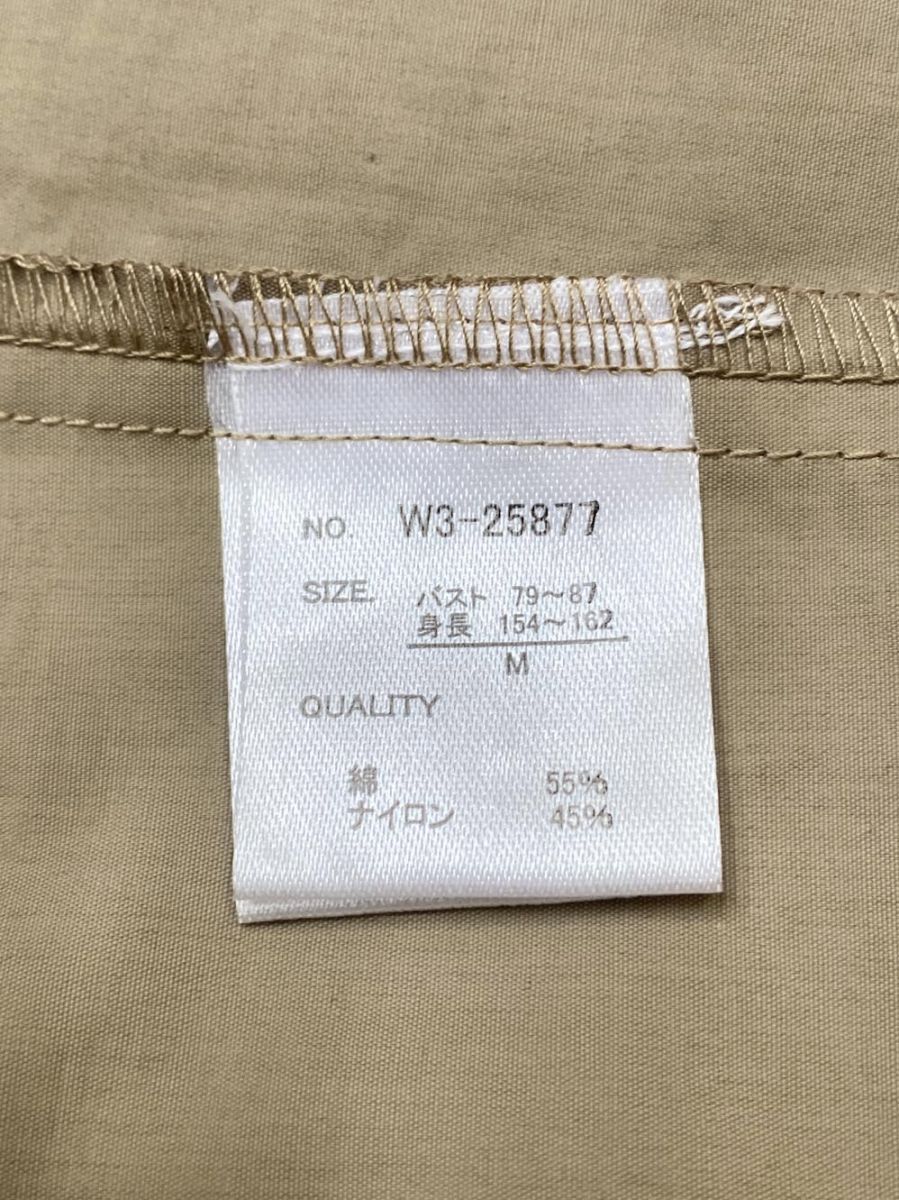 NO. W3-25877
SIZE. バスト 79～87
身長 154～162
M
QUALITY
綿 55%
ナイロン 45%